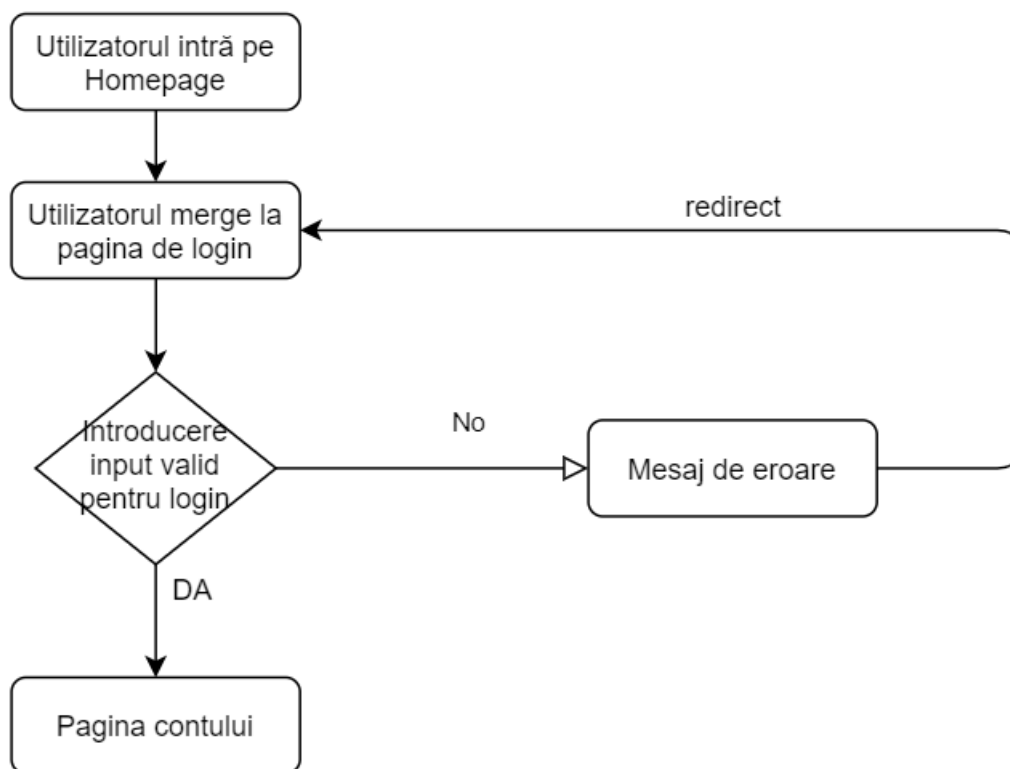 Utilizatorul intră pe
Homepage
Utilizatorul merge la
pagina de login
redirect
Introducere
input valid
pentru login
No
Mesaj de eroare
DA
Pagina contului